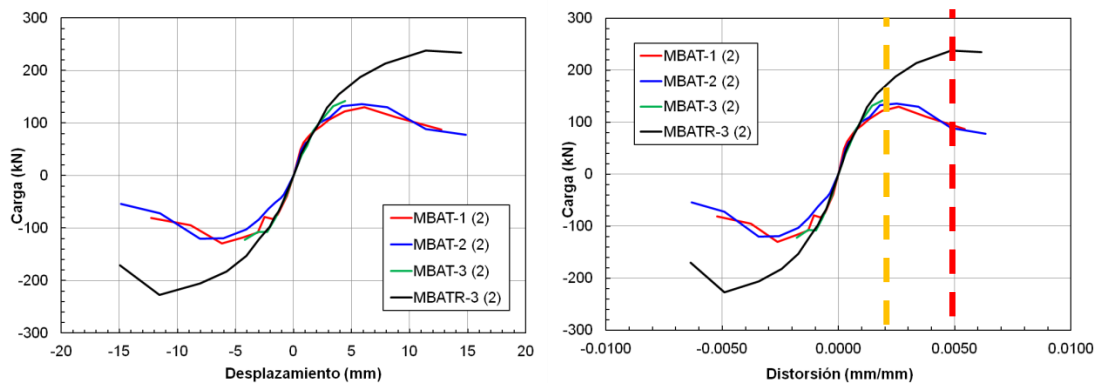 300
200
100
0
-100
-200
-300
Carga (kN)
-20 -15 -10 -5 0 5 10 15 20
Desplazamiento (mm)
MBAT-1 (2)
MBAT-2 (2)
MBAT-3 (2)
MBATR-3 (2)
300
200
100
0
-100
-200
-300
Carga (kN)
-0.0100 -0.0050 0.0000 0.0050 0.0100
Distorsión (mm/mm)
MBAT-1 (2)
MBAT-2 (2)
MBAT-3 (2)
MBATR-3 (2)